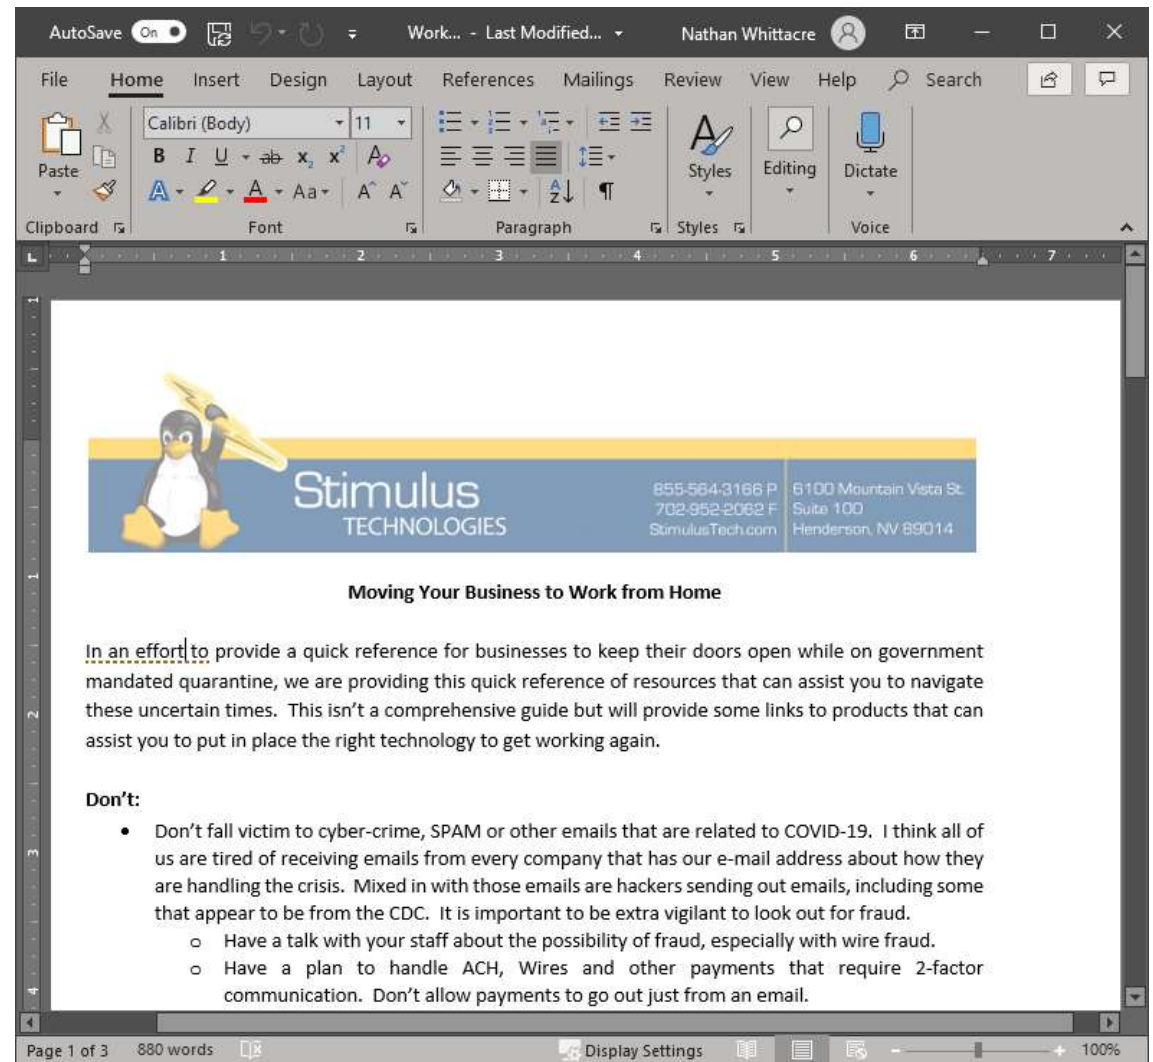 AutoSave On Work... - Last Modified... Nathan Whittacre
File Home Insert Design Layout References Mailings Review View Help Search
Calibri (Body) 11
Paste
B I U ab x₂ x² A
A A Aa A A
Styles Editing Dictate
Clipboard Font Paragraph Styles Voice
L 1 2 3 4 5 6 7
Stimulus
TECHNOLOGIES
855-564-3166 P
702-952-2062 F
StimulusTech.com
6100 Mountain Vista St.
Suite 100
Henderson, NV 89014
Moving Your Business to Work from Home
In an effort to provide a quick reference for businesses to keep their doors open while on government
mandated quarantine, we are providing this quick reference of resources that can assist you to navigate
these uncertain times.  This isn’t a comprehensive guide but will provide some links to products that can
assist you to put in place the right technology to get working again.
Don’t:
• Don’t fall victim to cyber-crime, SPAM or other emails that are related to COVID-19.  I think all of
us are tired of receiving emails from every company that has our e-mail address about how they
are handling the crisis.  Mixed in with those emails are hackers sending out emails, including some
that appear to be from the CDC.  It is important to be extra vigilant to look out for fraud.
o Have a talk with your staff about the possibility of fraud, especially with wire fraud.
o Have a plan to handle ACH, Wires and other payments that require 2-factor
communication.  Don’t allow payments to go out just from an email.
Page 1 of 3 880 words Display Settings 100%